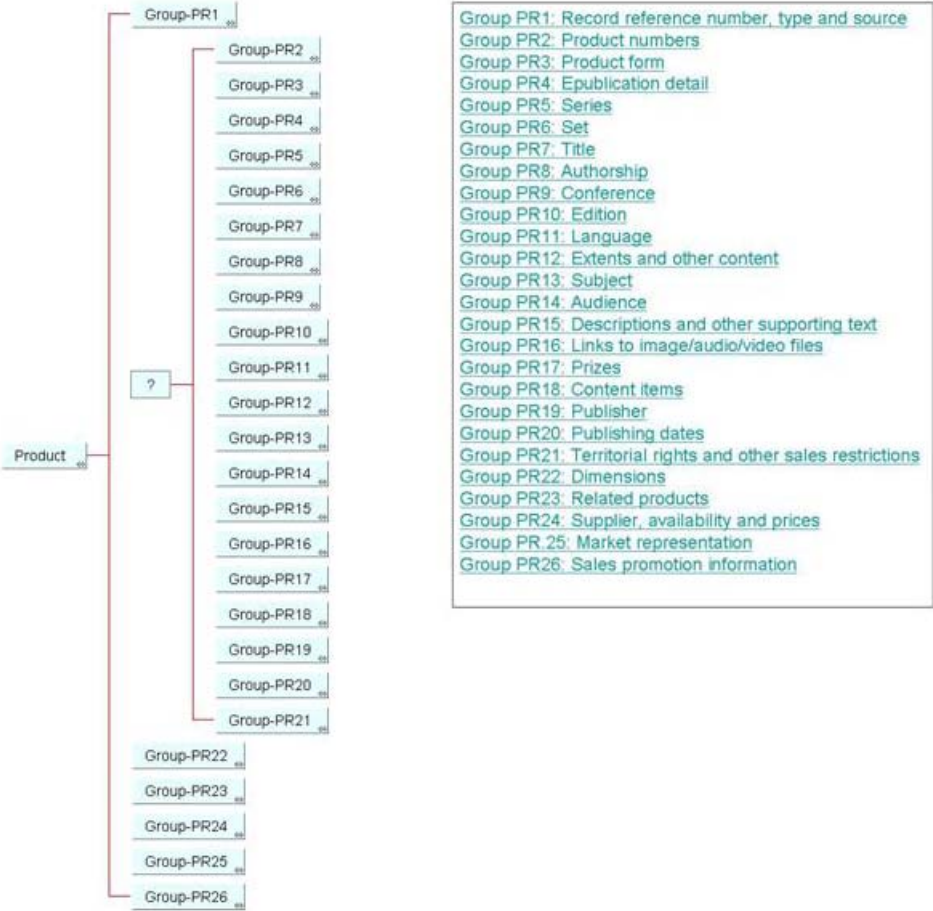 Group-PR1
Group-PR2
Group-PR3
Group-PR4
Group-PR5
Group-PR6
Group-PR7
Group-PR8
Group-PR9
Group-PR10
Group-PR11
?
Group-PR12
Group-PR13
Product
Group-PR14
Group-PR15
Group-PR16
Group-PR17
Group-PR18
Group-PR19
Group-PR20
Group-PR21
Group-PR22
Group-PR23
Group-PR24
Group-PR25
Group-PR26
Group PR1: Record reference number, type and source
Group PR2: Product numbers
Group PR3: Product form
Group PR4: Epublication detail
Group PR5: Series
Group PR6: Set
Group PR7: Title
Group PR8: Authorship
Group PR9: Conference
Group PR10: Edition
Group PR11: Language
Group PR12: Extents and other content
Group PR13: Subject
Group PR14: Audience
Group PR15: Descriptions and other supporting text
Group PR16: Links to image/audio/video files
Group PR17: Prizes
Group PR18: Content items
Group PR19: Publisher
Group PR20: Publishing dates
Group PR21: Territorial rights and other sales restrictions
Group PR22: Dimensions
Group PR23: Related products
Group PR24: Supplier, availability and prices
Group PR.25: Market representation
Group PR26: Sales promotion information